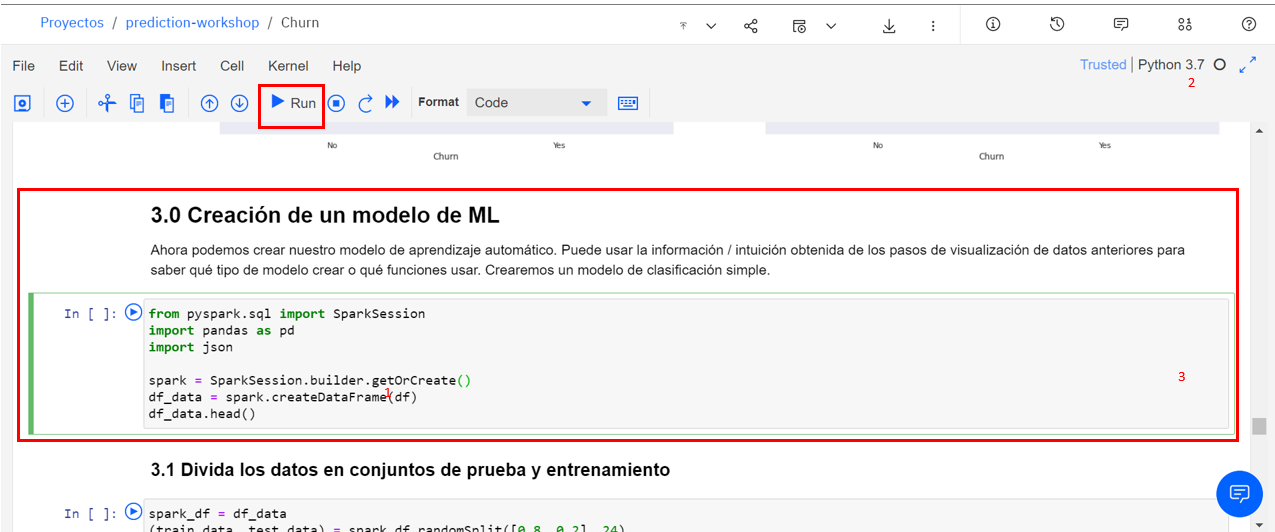 Proyectos / prediction-workshop / Churn
File Edit View Insert Cell Kernel Help
Trusted | Python 3.7
2
Run Format Code
No Yes No Yes
Churn Churn
3.0 Creación de un modelo de ML
Ahora podemos crear nuestro modelo de aprendizaje automático. Puede usar la información / intuición obtenida de los pasos de visualización de datos anteriores para
saber qué tipo de modelo crear o qué funciones usar. Crearemos un modelo de clasificación simple.
In [ ]: from pyspark.sql import SparkSession
import pandas as pd
import json
spark = SparkSession.builder.getOrCreate()
3
1
df_data = spark.createDataFrame(df)
df_data.head()
3.1 Divida los datos en conjuntos de prueba y entrenamiento
In [ ]: spark_df = df_data
(train_data, test_data) = spark_df.randomSplit([0.8, 0.2], 24)